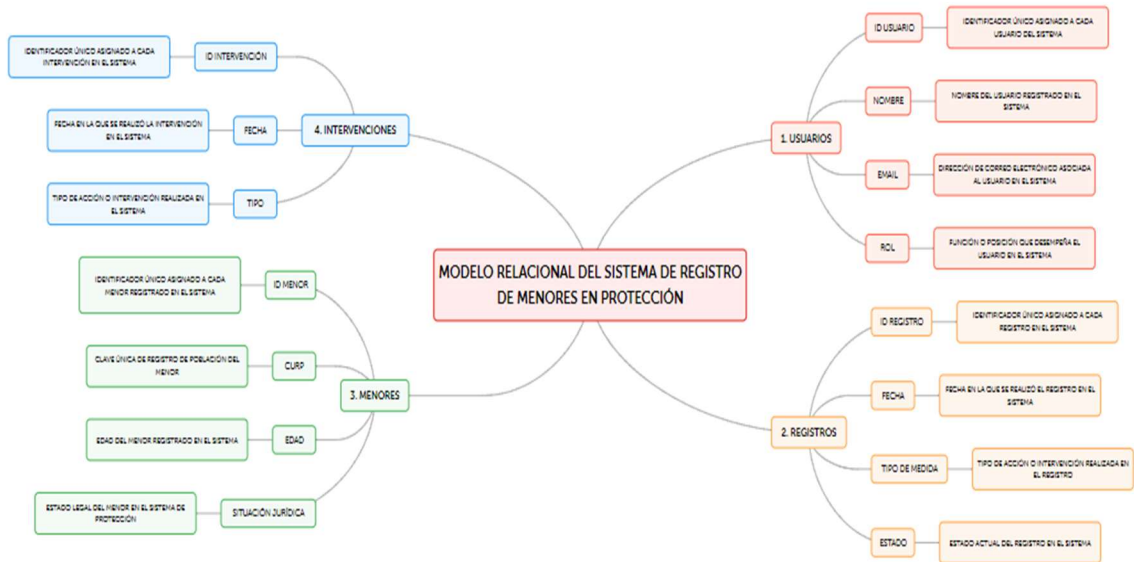 MODELO RELACIONAL DEL SISTEMA DE REGISTRO
DE MENORES EN PROTECCIÓN
1. USUARIOS
ID USUARIO
IDENTIFICADOR ÚNICO ASIGNADO A CADA
USUARIO DEL SISTEMA
NOMBRE
NOMBRE DEL USUARIO REGISTRADO EN EL
SISTEMA
EMAIL
DIRECCIÓN DE CORREO ELECTRÓNICO ASOCIADA
AL USUARIO EN EL SISTEMA
ROL
FUNCIÓN O POSICIÓN QUE DESEMPEÑA EL
USUARIO EN EL SISTEMA
2. REGISTROS
ID REGISTRO
IDENTIFICADOR ÚNICO ASIGNADO A CADA
REGISTRO EN EL SISTEMA
FECHA
FECHA EN LA QUE SE REALIZÓ EL REGISTRO EN EL
SISTEMA
TIPO DE MEDIDA
TIPO DE ACCIÓN O INTERVENCIÓN REALIZADA EN
EL REGISTRO
ESTADO
ESTADO ACTUAL DEL REGISTRO EN EL SISTEMA
3. MENORES
ID MENOR
IDENTIFICADOR ÚNICO ASIGNADO A CADA
MENOR REGISTRADO EN EL SISTEMA
CURP
CLAVE ÚNICA DE REGISTRO DE POBLACIÓN DEL
MENOR
EDAD
EDAD DEL MENOR REGISTRADO EN EL SISTEMA
SITUACIÓN JURÍDICA
ESTADO LEGAL DEL MENOR EN EL SISTEMA DE
PROTECCIÓN
4. INTERVENCIONES
ID INTERVENCIÓN
IDENTIFICADOR ÚNICO ASIGNADO A CADA
INTERVENCIÓN EN EL SISTEMA
FECHA
FECHA EN LA QUE SE REALIZÓ LA INTERVENCIÓN
EN EL SISTEMA
TIPO
TIPO DE ACCIÓN O INTERVENCIÓN REALIZADA EN
EL SISTEMA